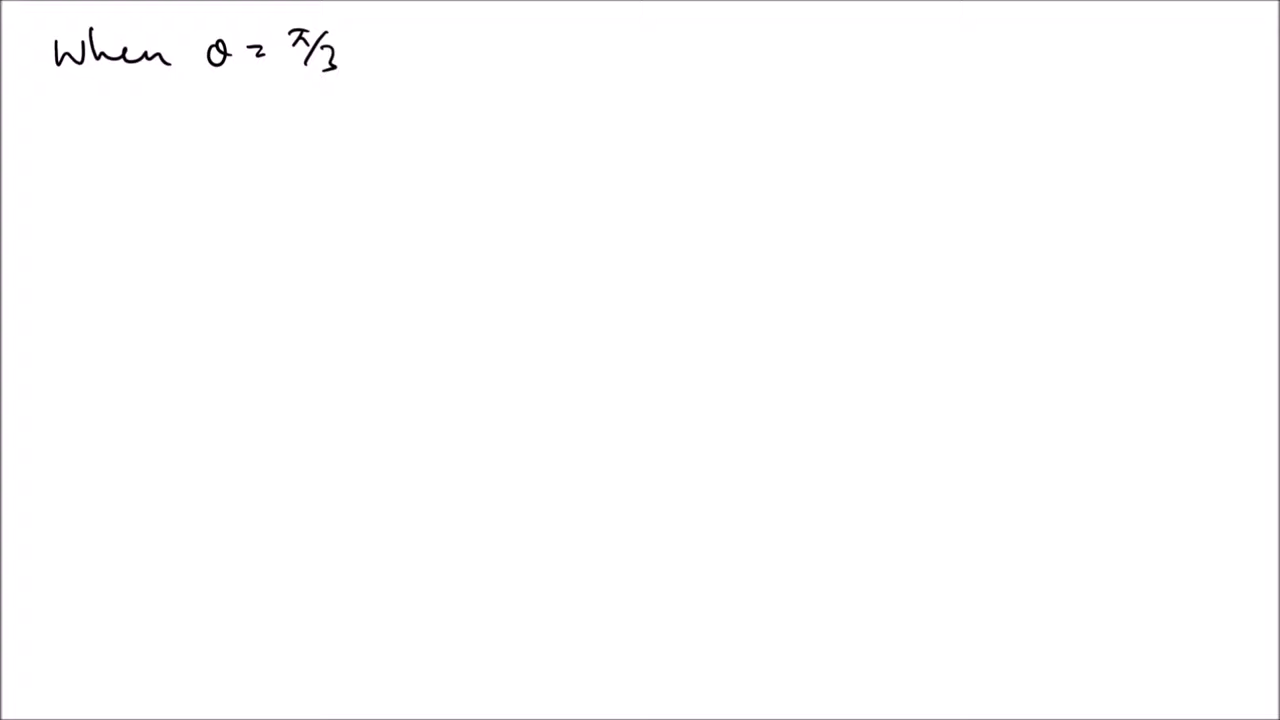 When θ = π/3